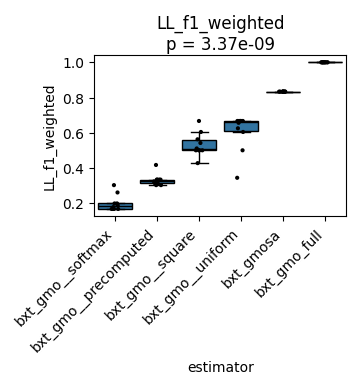 LL_f1_weighted
p = 3.37e-09
LL_f1_weighted
1.0
0.8
0.6
0.4
0.2
bxt_gmo__softmax
bxt_gmo__precomputed
bxt_gmo__square
bxt_gmo__uniform
bxt_gmosa
bxt_gmo_full
estimator